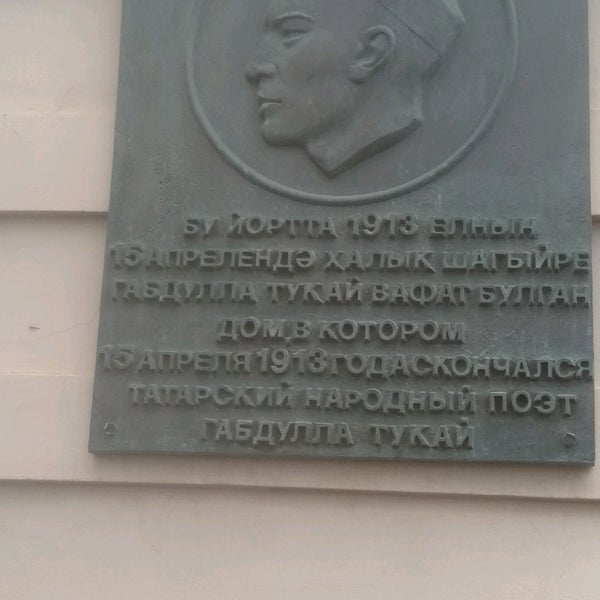 БУ ЙОРТТА 1913 ЕЛНЫҢ
15 АПРЕЛЕНДӘ ХАЛЫҚ ШАГЫЙРЕ
ГАБДУЛЛА ТУКАЙ ВАФАТ БУЛГАН
ДОМ, В КОТОРОМ
15 АПРЕЛЯ 1913 ГОДА СКОНЧАЛСЯ
ТАТАРСКИЙ НАРОДНЫЙ ПОЭТ
ГАБДУЛЛА ТУКАЙ